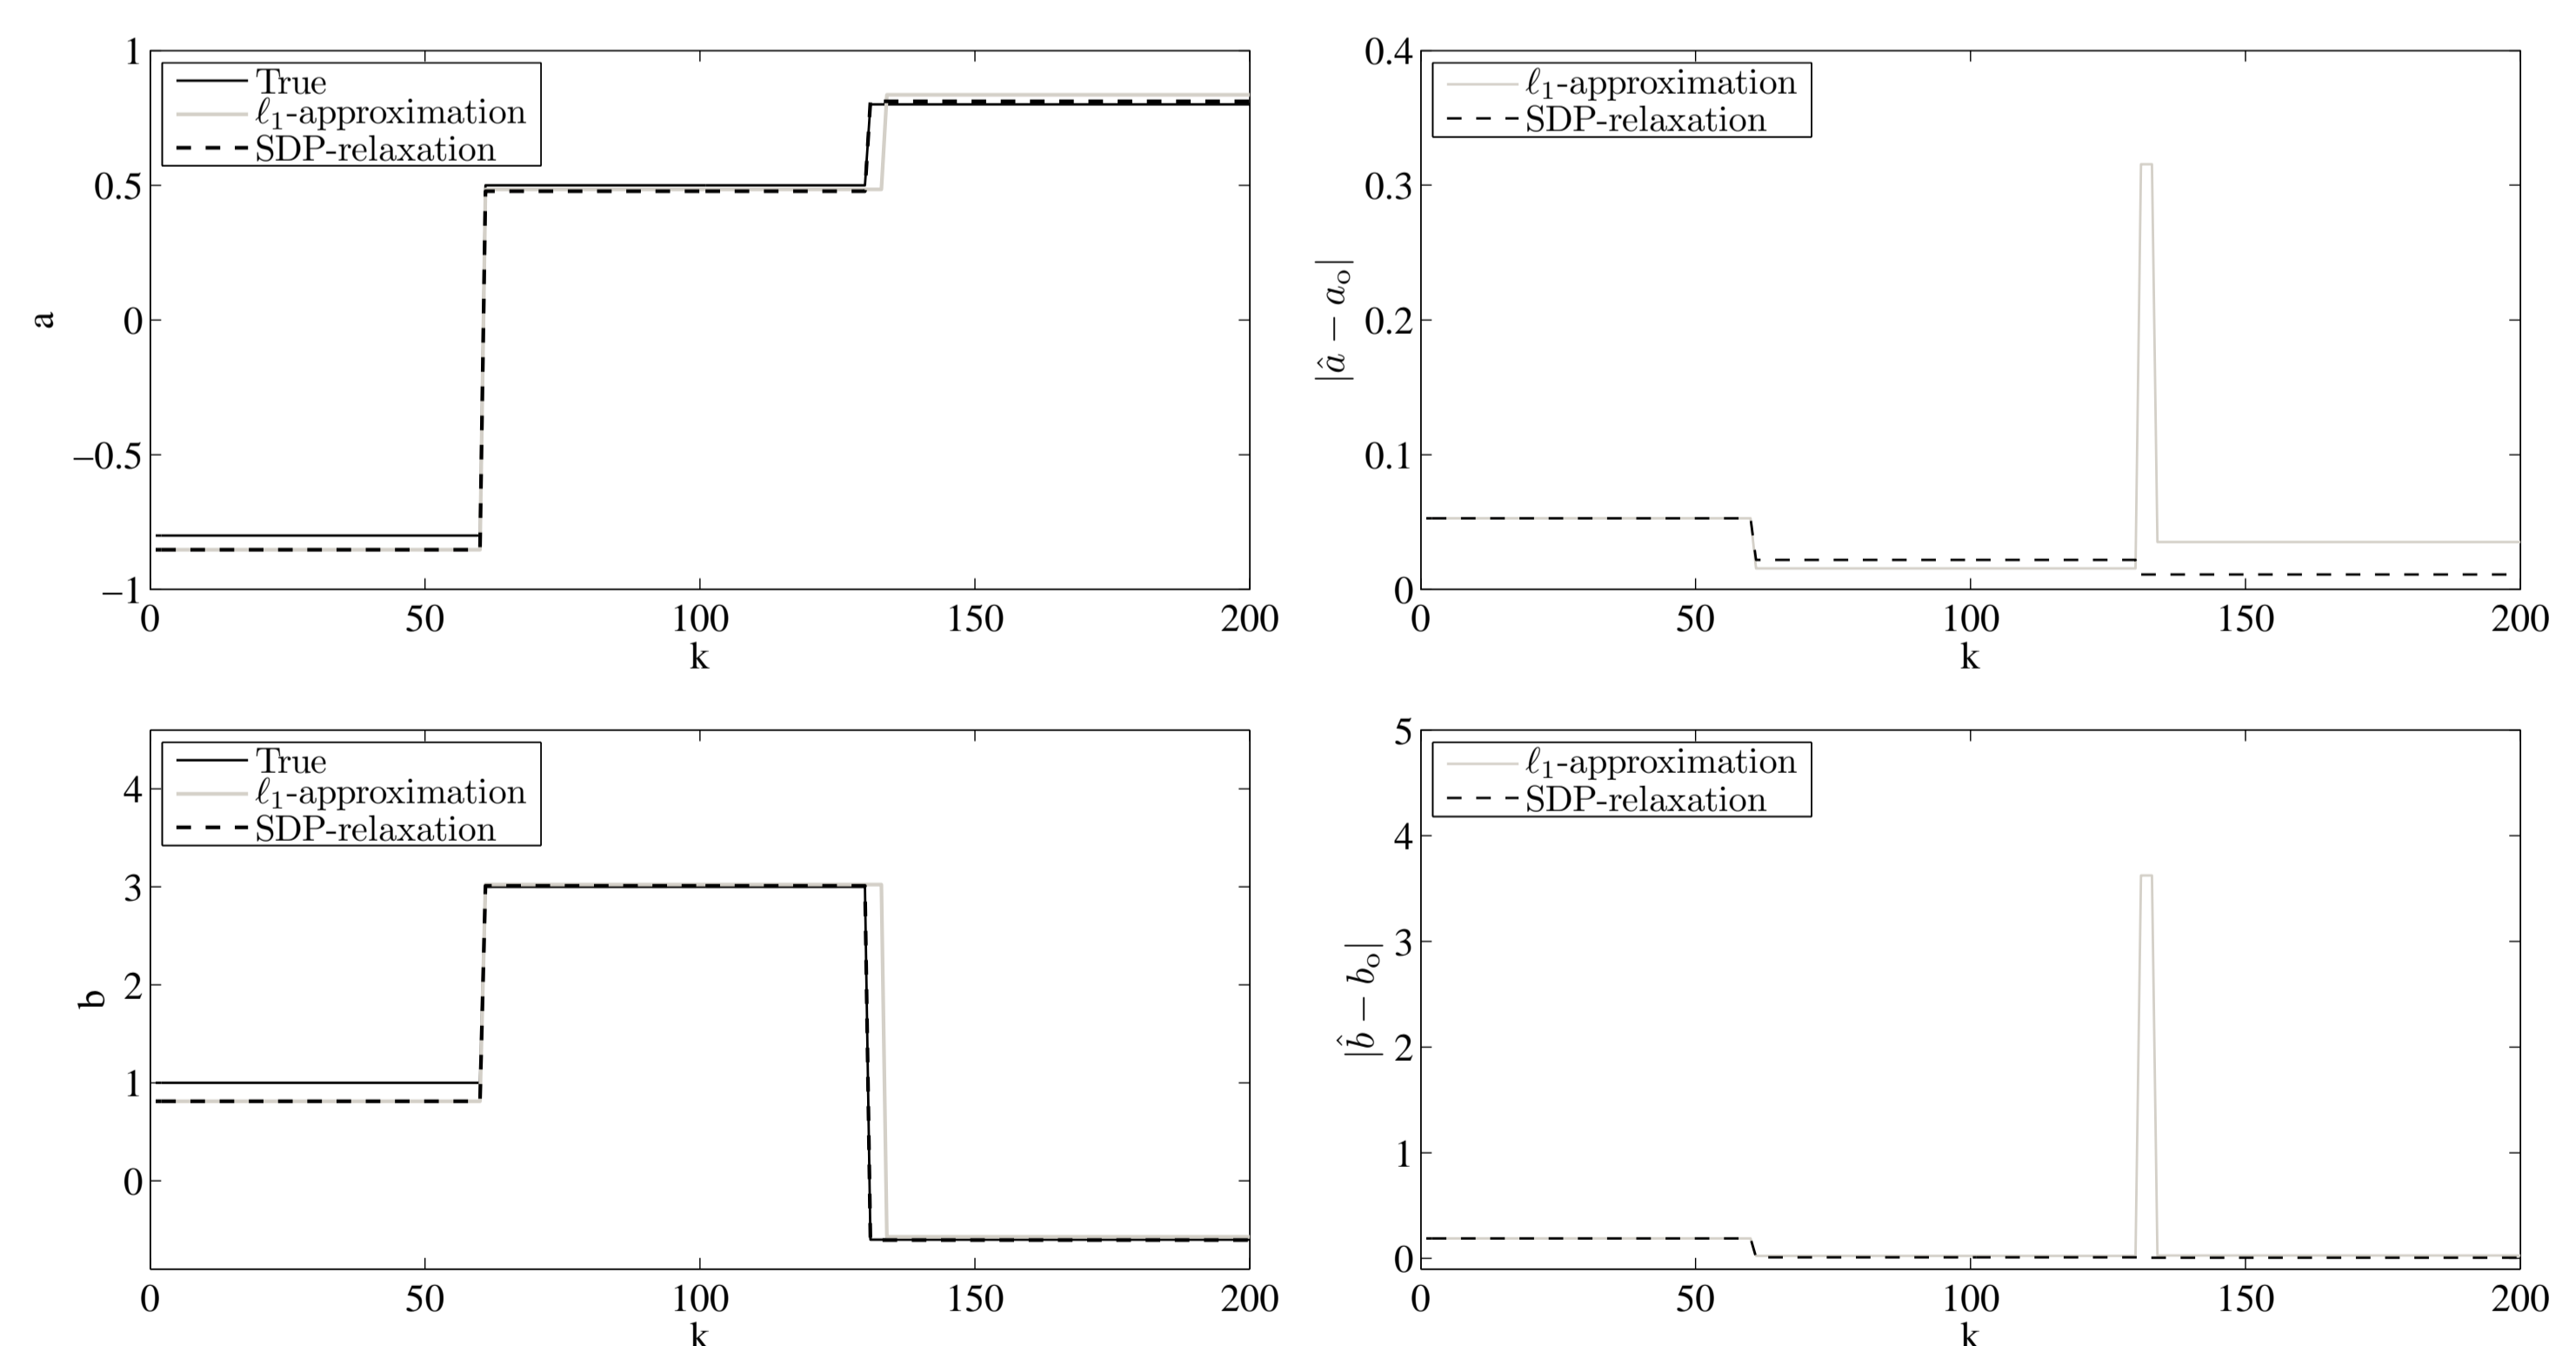 1
0.5
0
−0.5
−1
a
True
ℓ₁-approximation
SDP-relaxation
0 50 100 150 200
k
0.4
0.3
0.2
0.1
0
|â − aₒ|
ℓ₁-approximation
SDP-relaxation
0 50 100 150 200
k
4
3
2
1
0
b
True
ℓ₁-approximation
SDP-relaxation
0 50 100 150 200
k
5
4
3
2
1
0
|b̂ − bₒ|
ℓ₁-approximation
SDP-relaxation
0 50 100 150 200
k